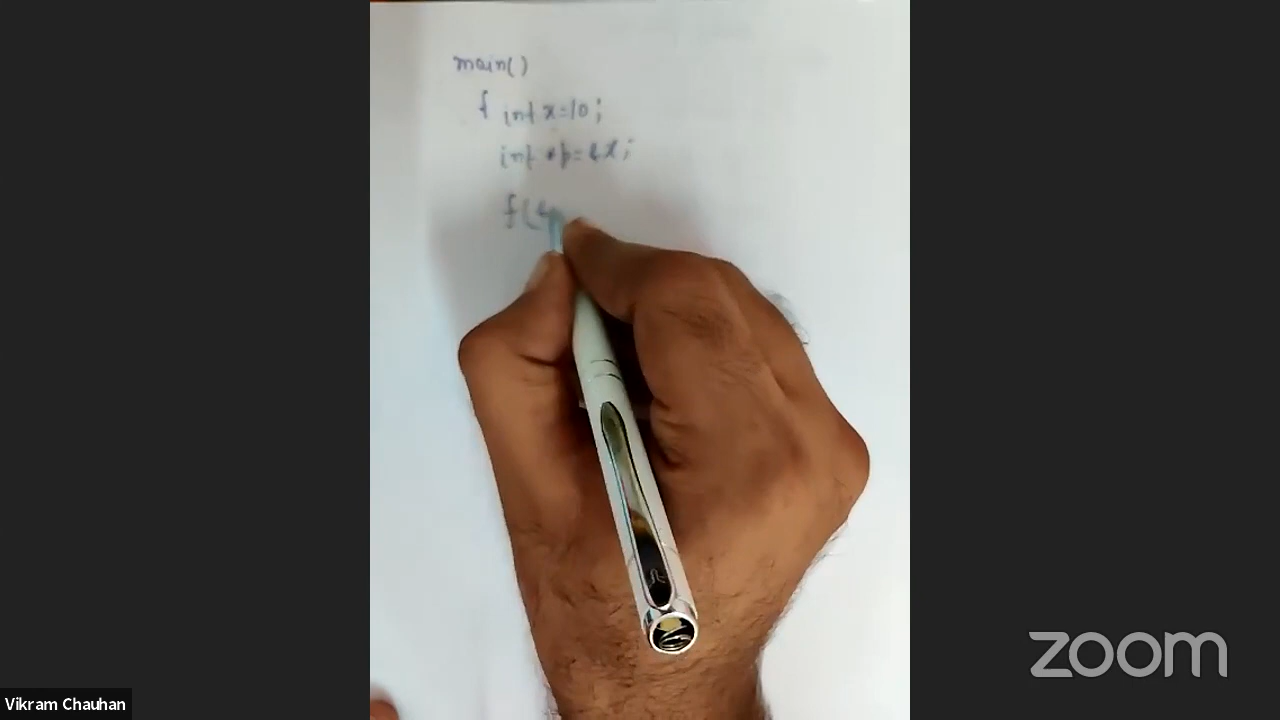 main()
{ int x=10;
int *p=&x;
f(&p
zoom
Vikram Chauhan